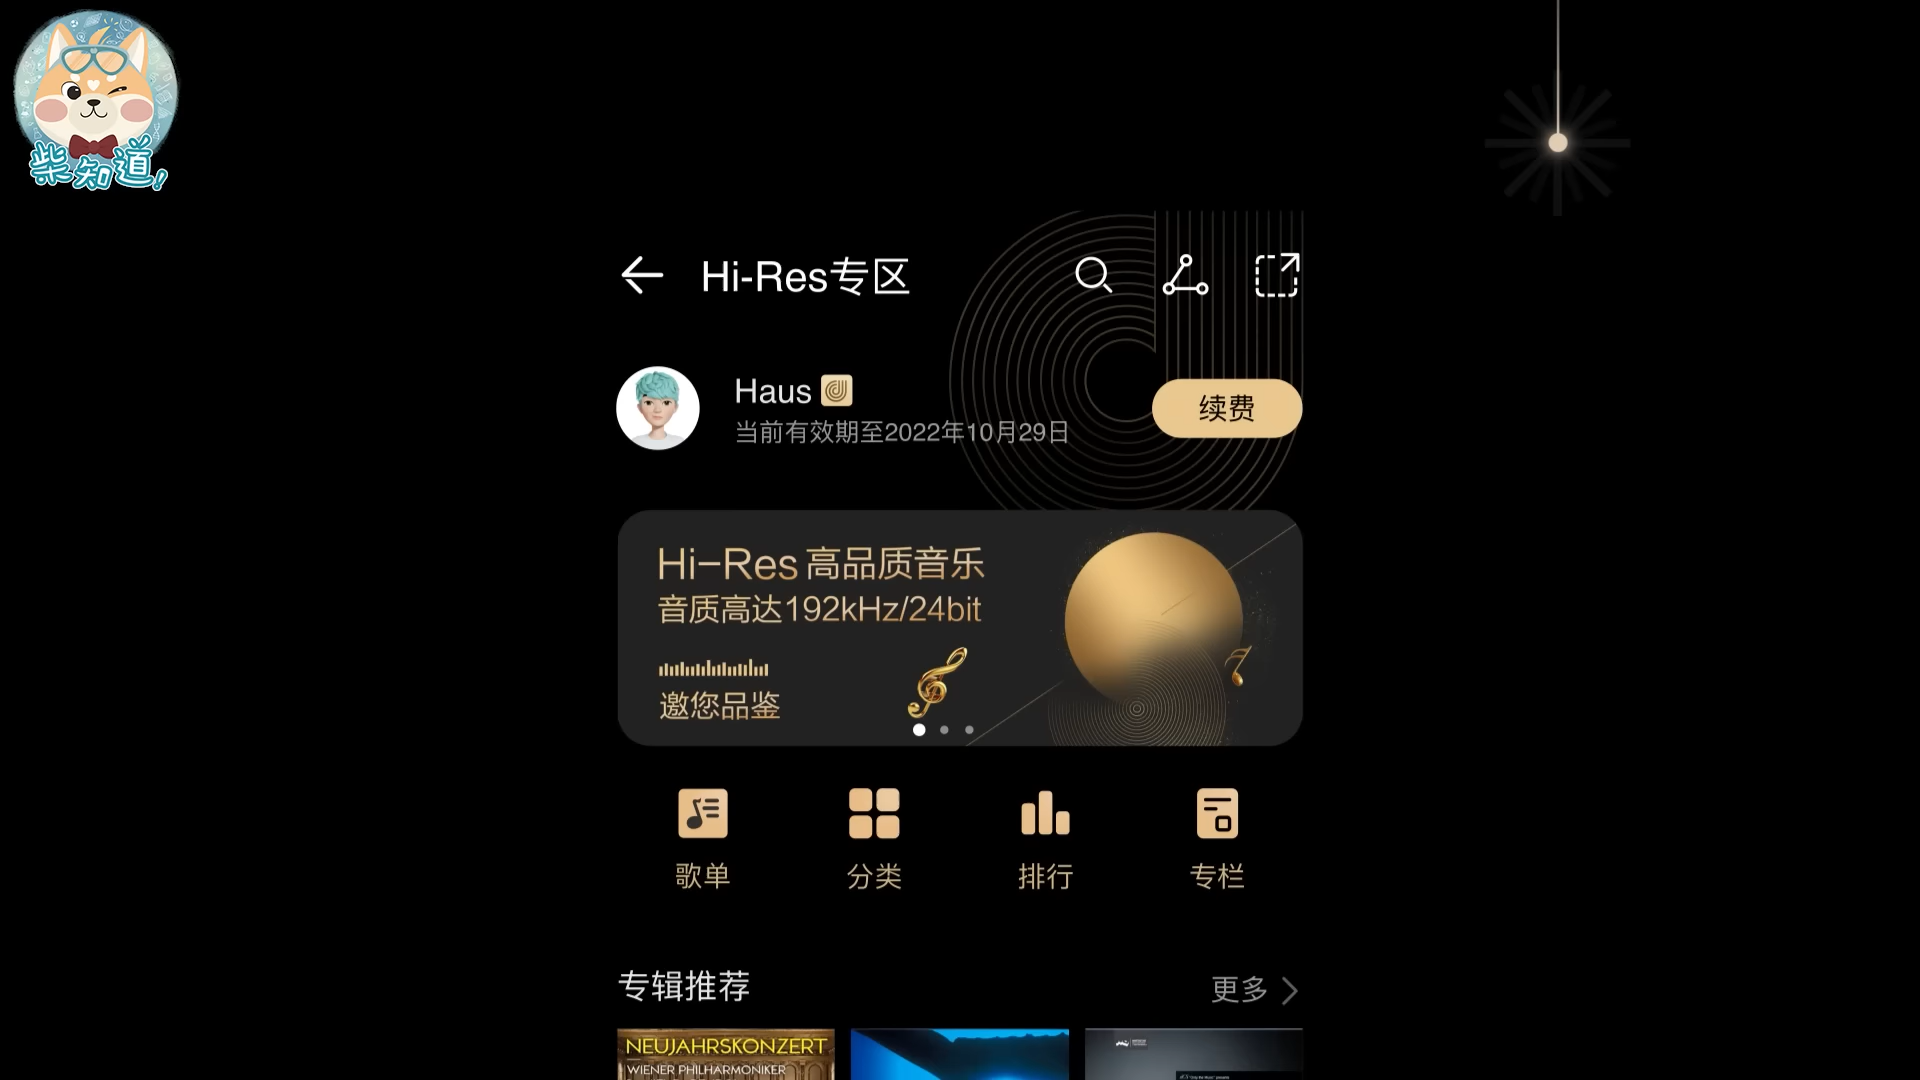 柴知道!
Hi-Res专区
Haus
当前有效期至2022年10月29日
续费
Hi-Res 高品质音乐
音质高达192kHz/24bit
邀您品鉴
歌单
分类
排行
专栏
专辑推荐
更多
NEUJAHRSKONZERT
WIENER PHILHARMONIKER